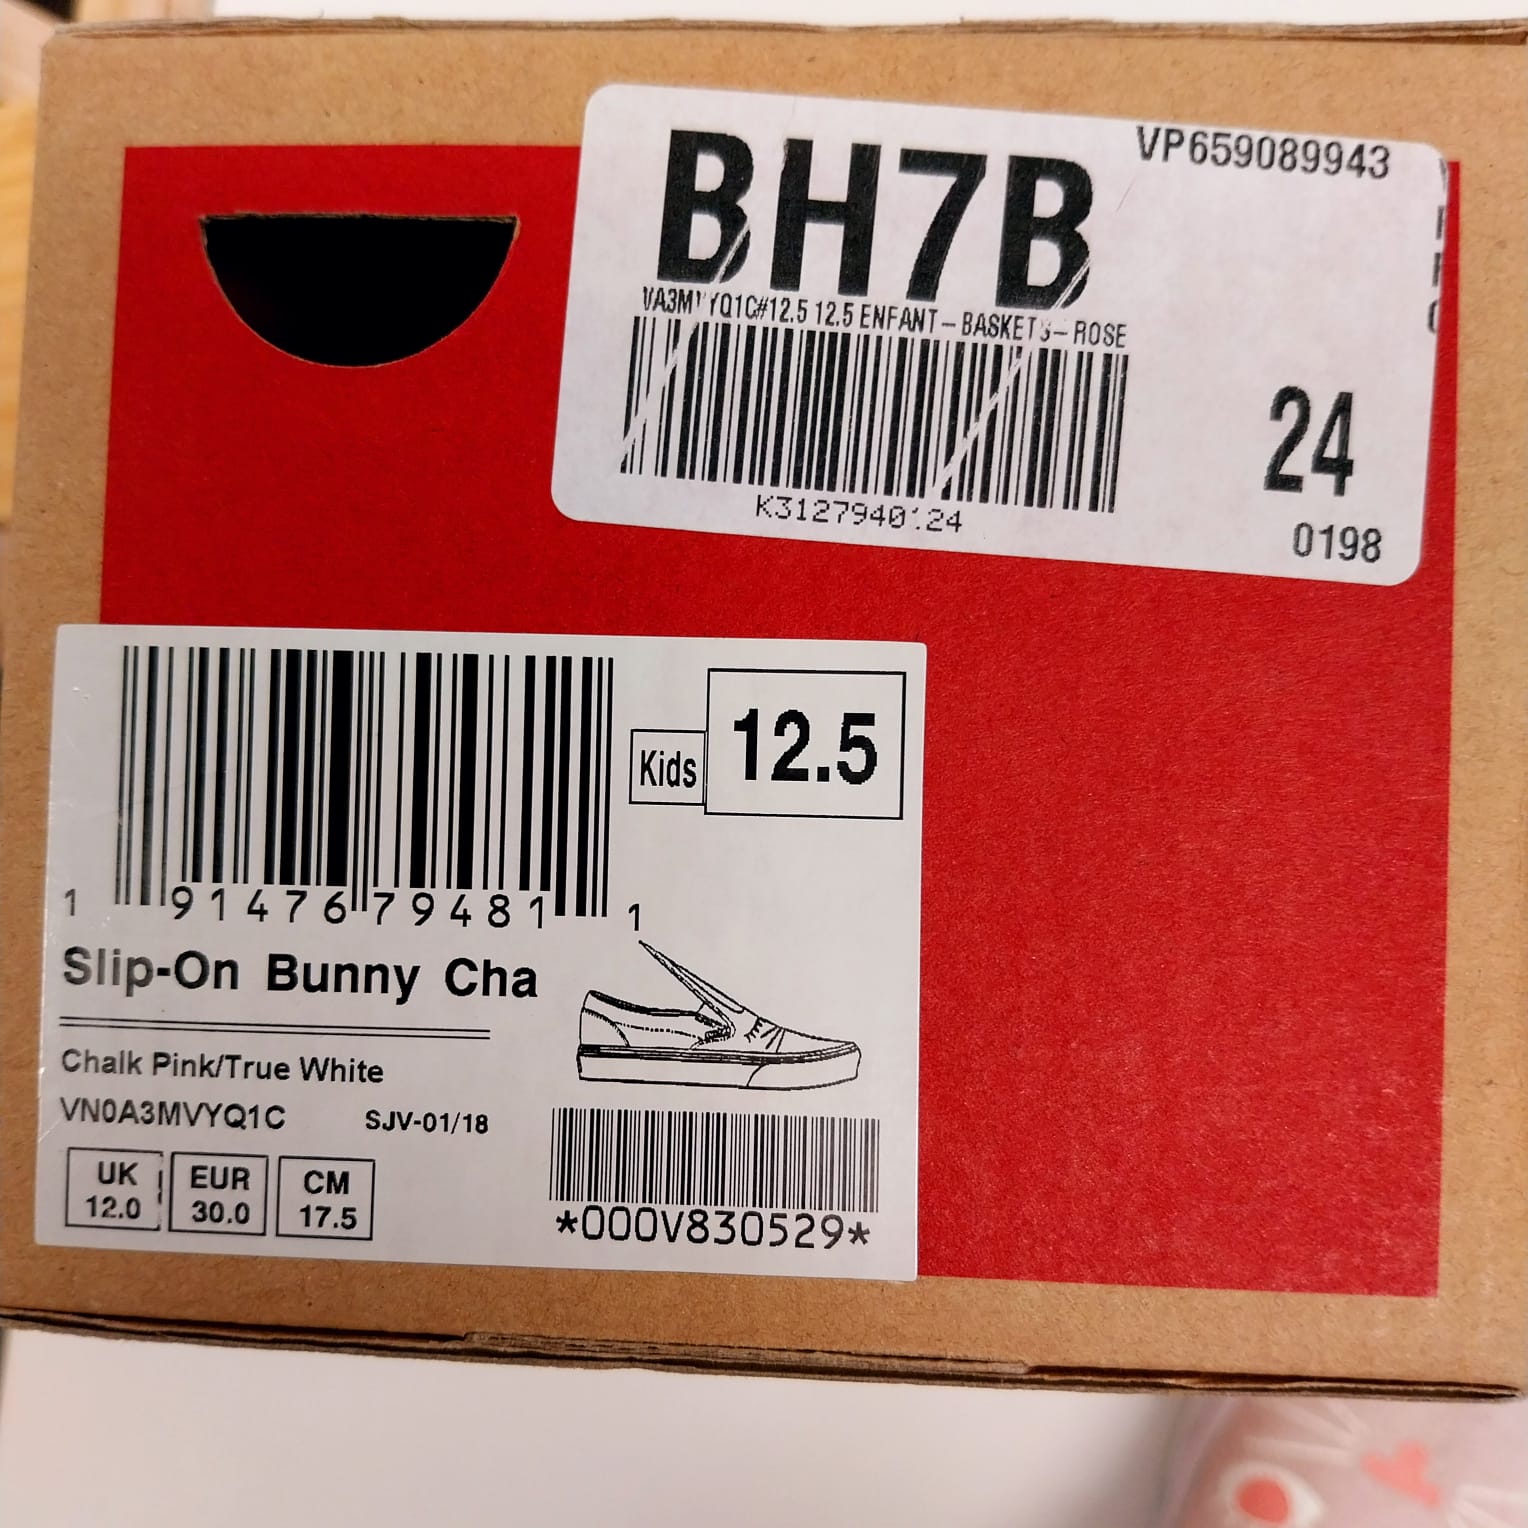 BH7B
VP659089943
VA3MVYQ1C#12.5 12.5 ENFANT-BASKETS-ROSE
24
K3127940124
0198
Kids
12.5
1 91476 79481 1
Slip-On Bunny Cha
Chalk Pink/True White
VN0A3MVYQ1C SJV-01/18
UK EUR CM
12.0 30.0 17.5
*000V830529*